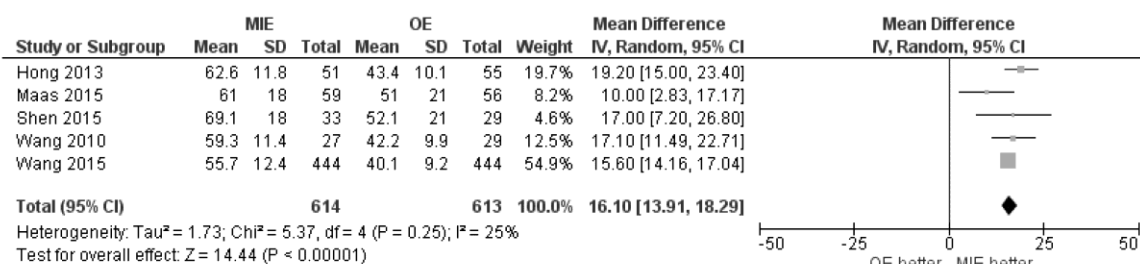 MIE OE Mean Difference Mean Difference
Study or Subgroup Mean SD Total Mean SD Total Weight IV, Random, 95% CI IV, Random, 95% CI
Hong 2013 62.6 11.8 51 43.4 10.1 55 19.7% 19.20 [15.00, 23.40]
Maas 2015 61 18 59 51 21 56 8.2% 10.00 [2.83, 17.17]
Shen 2015 69.1 18 33 52.1 21 29 4.6% 17.00 [7.20, 26.80]
Wang 2010 59.3 11.4 27 42.2 9.9 29 12.5% 17.10 [11.49, 22.71]
Wang 2015 55.7 12.4 444 40.1 9.2 444 54.9% 15.60 [14.16, 17.04]
Total (95% CI) 614 613 100.0% 16.10 [13.91, 18.29]
Heterogeneity: Tau² = 1.73; Chi² = 5.37, df = 4 (P = 0.25); I² = 25%
Test for overall effect: Z = 14.44 (P < 0.00001)
-50 -25 0 25 50
OE better MIE better